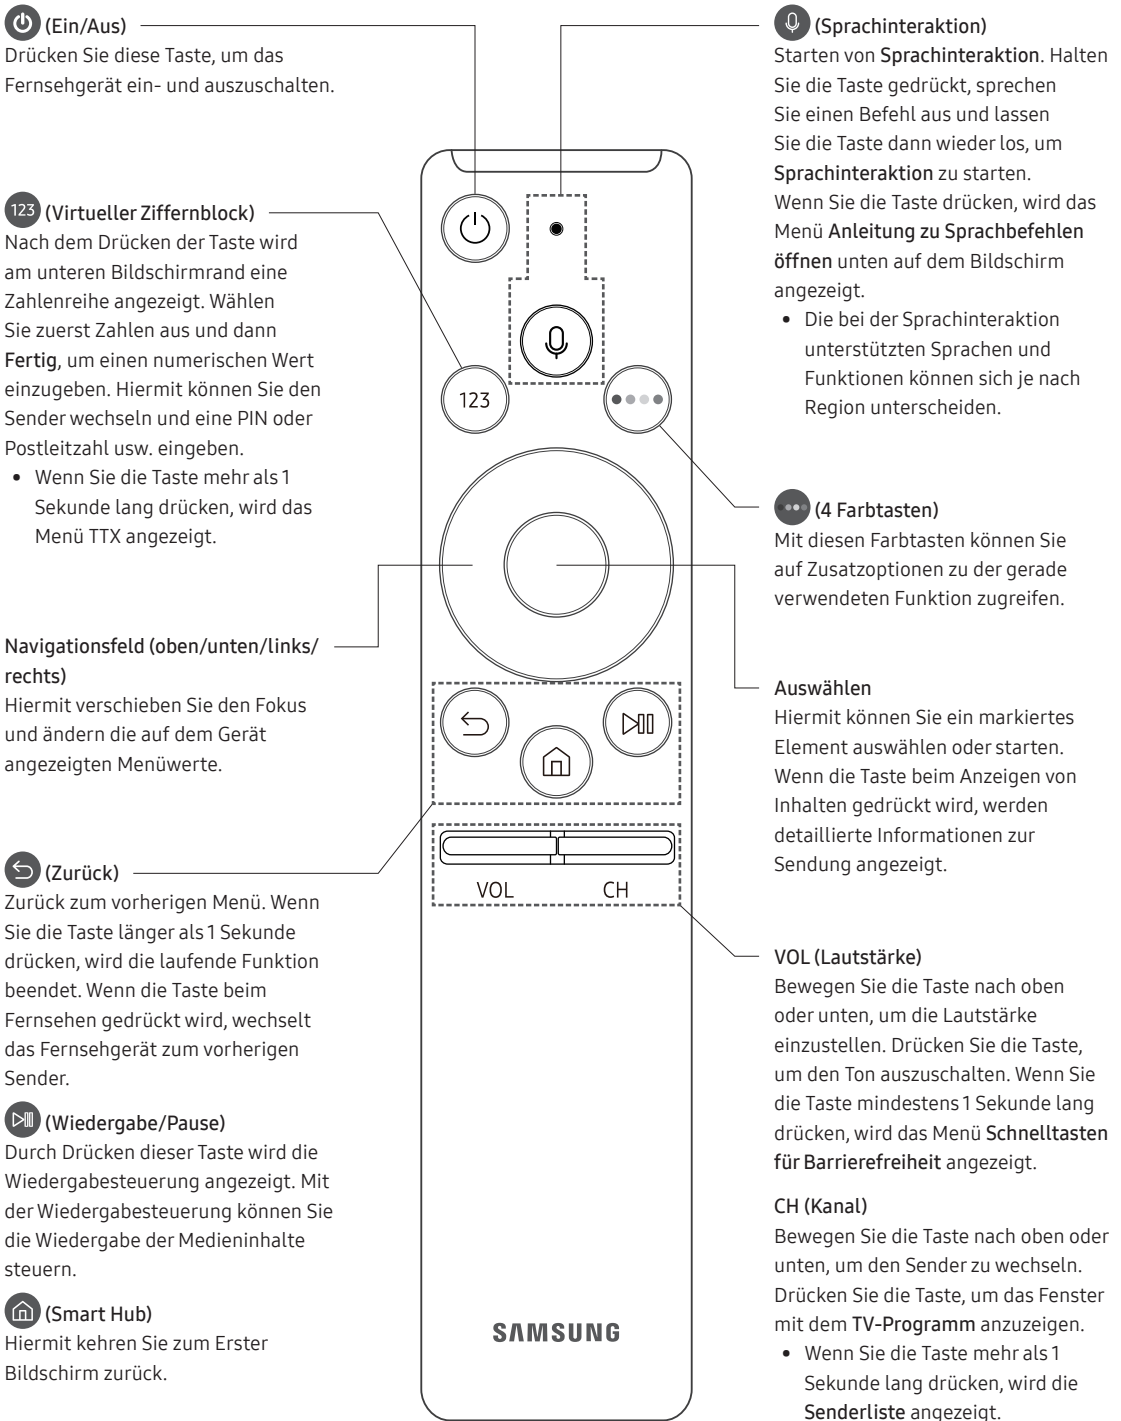 (Ein/Aus)
Drücken Sie diese Taste, um das
Fernsehgerät ein- und auszuschalten.
123 (Virtueller Ziffernblock)
Nach dem Drücken der Taste wird
am unteren Bildschirmrand eine
Zahlenreihe angezeigt. Wählen
Sie zuerst Zahlen aus und dann
Fertig, um einen numerischen Wert
einzugeben. Hiermit können Sie den
Sender wechseln und eine PIN oder
Postleitzahl usw. eingeben.
• Wenn Sie die Taste mehr als 1
Sekunde lang drücken, wird das
Menü TTX angezeigt.
Navigationsfeld (oben/unten/links/
rechts)
Hiermit verschieben Sie den Fokus
und ändern die auf dem Gerät
angezeigten Menüwerte.
(Zurück)
Zurück zum vorherigen Menü. Wenn
Sie die Taste länger als 1 Sekunde
drücken, wird die laufende Funktion
beendet. Wenn die Taste beim
Fernsehen gedrückt wird, wechselt
das Fernsehgerät zum vorherigen
Sender.
(Wiedergabe/Pause)
Durch Drücken dieser Taste wird die
Wiedergabesteuerung angezeigt. Mit
der Wiedergabesteuerung können Sie
die Wiedergabe der Medieninhalte
steuern.
(Smart Hub)
Hiermit kehren Sie zum Erster
Bildschirm zurück.
123
VOL CH
SAMSUNG
(Sprachinteraktion)
Starten von Sprachinteraktion. Halten
Sie die Taste gedrückt, sprechen
Sie einen Befehl aus und lassen
Sie die Taste dann wieder los, um
Sprachinteraktion zu starten.
Wenn Sie die Taste drücken, wird das
Menü Anleitung zu Sprachbefehlen
öffnen unten auf dem Bildschirm
angezeigt.
• Die bei der Sprachinteraktion
unterstützten Sprachen und
Funktionen können sich je nach
Region unterscheiden.
(4 Farbtasten)
Mit diesen Farbtasten können Sie
auf Zusatzoptionen zu der gerade
verwendeten Funktion zugreifen.
Auswählen
Hiermit können Sie ein markiertes
Element auswählen oder starten.
Wenn die Taste beim Anzeigen von
Inhalten gedrückt wird, werden
detaillierte Informationen zur
Sendung angezeigt.
VOL (Lautstärke)
Bewegen Sie die Taste nach oben
oder unten, um die Lautstärke
einzustellen. Drücken Sie die Taste,
um den Ton auszuschalten. Wenn Sie
die Taste mindestens 1 Sekunde lang
drücken, wird das Menü Schnelltasten
für Barrierefreiheit angezeigt.
CH (Kanal)
Bewegen Sie die Taste nach oben oder
unten, um den Sender zu wechseln.
Drücken Sie die Taste, um das Fenster
mit dem TV-Programm anzuzeigen.
• Wenn Sie die Taste mehr als 1
Sekunde lang drücken, wird die
Senderliste angezeigt.